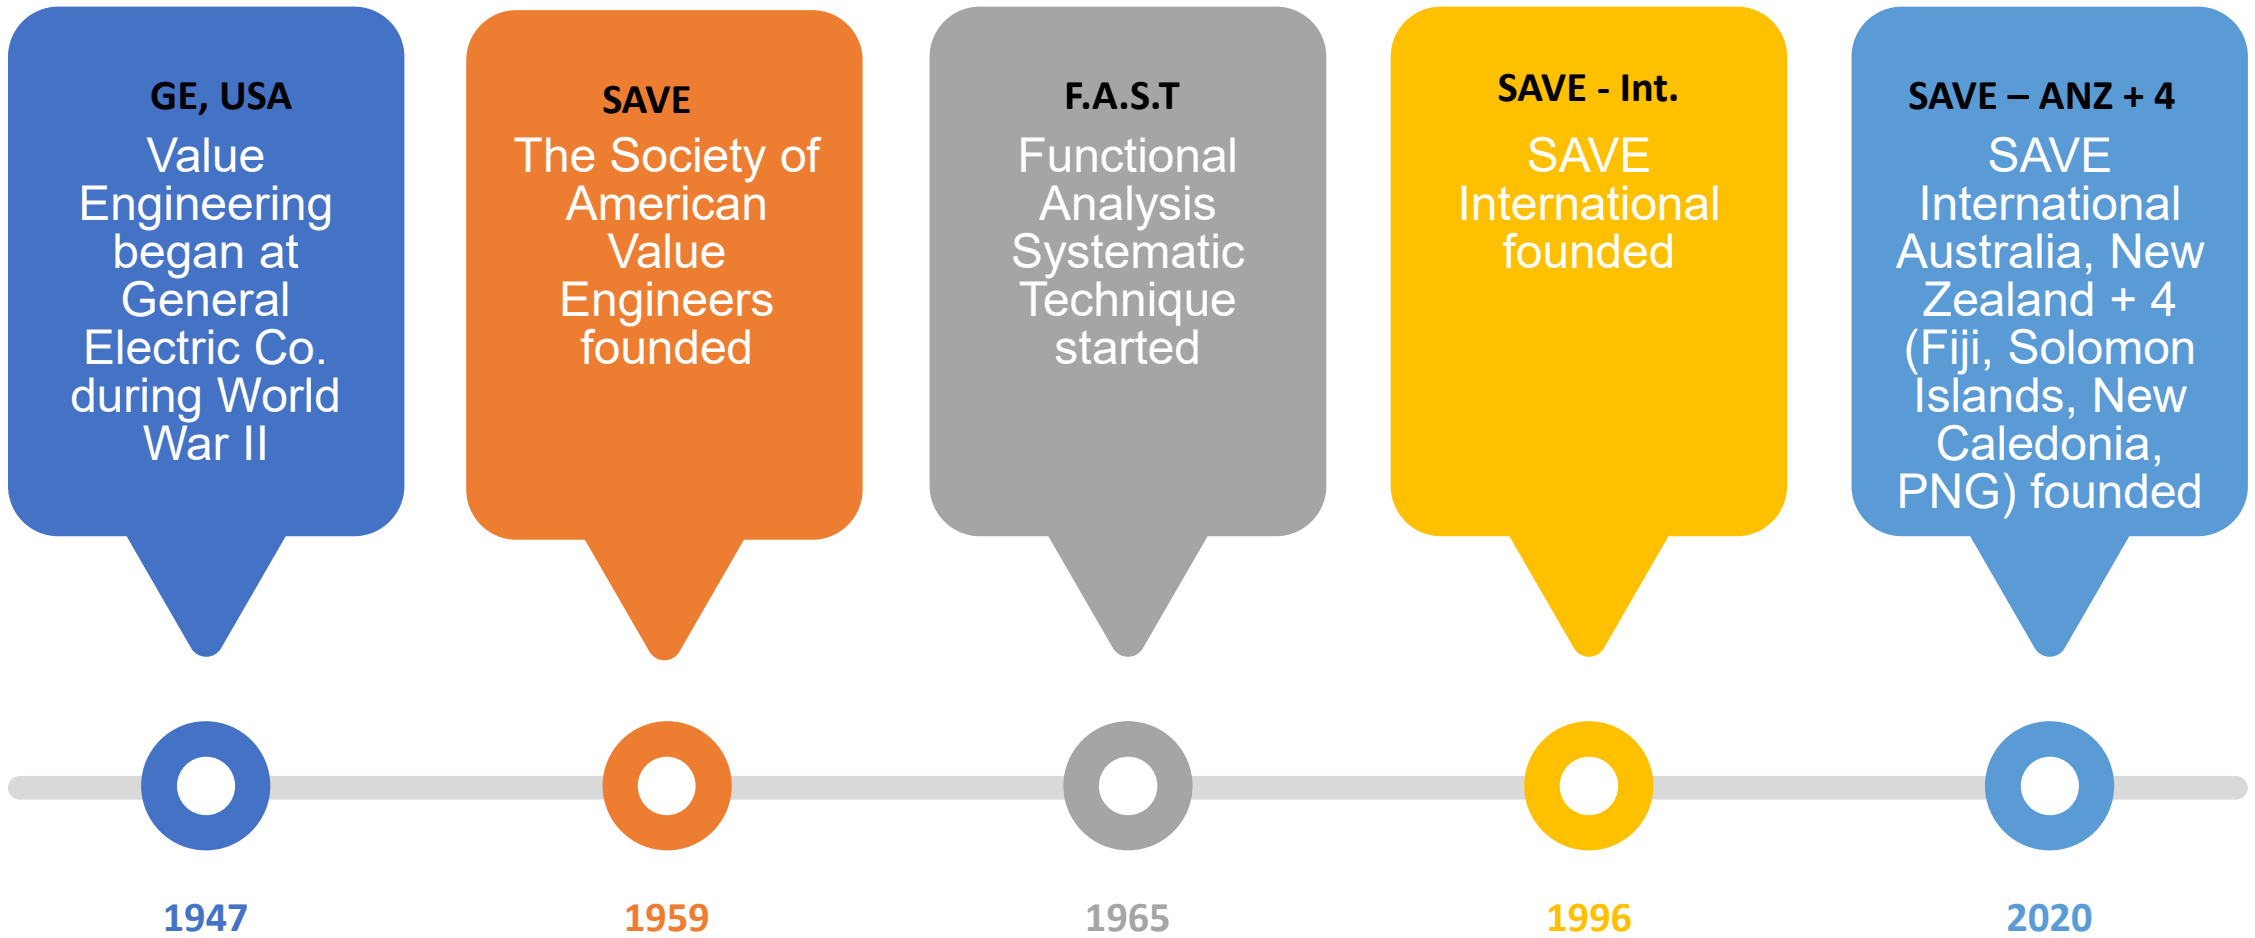 GE, USA
Value
Engineering
began at
General
Electric Co.
during World
War II
SAVE
The Society of
American
Value
Engineers
founded
F.A.S.T
Functional
Analysis
Systematic
Technique
started
SAVE - Int.
SAVE
International
founded
SAVE – ANZ + 4
SAVE
International
Australia, New
Zealand + 4
(Fiji, Solomon
Islands, New
Caledonia,
PNG) founded
1947
1959
1965
1996
2020